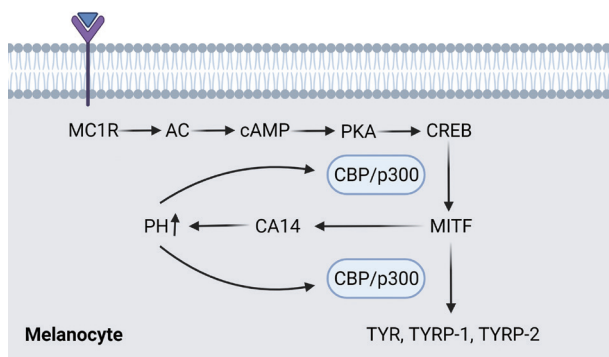 MC1R AC cAMP PKA CREB
CBP/p300
PH CA14 MITF
CBP/p300
Melanocyte TYR, TYRP-1, TYRP-2